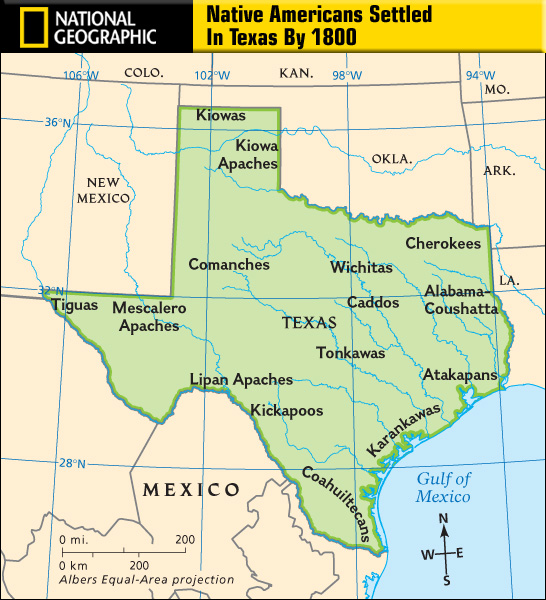 NATIONAL
GEOGRAPHIC
Native Americans Settled
In Texas By 1800
106°W
COLO.
102°W
KAN.
98°W
94°W
MO.
36°N
Kiowas
Kiowa
Apaches
OKLA.
ARK.
NEW
MEXICO
Cherokees
Comanches
Wichitas
LA.
32°N
Tiguas
Mescalero
Apaches
Caddos
Alabama-
Coushatta
TEXAS
Tonkawas
Lipan Apaches
Atakapans
Kickapoos
Karankawas
28°N
MEXICO
Coahuiltecans
Gulf of
Mexico
0 mi.
200
0 km
200
Albers Equal-Area projection
N
W
E
S